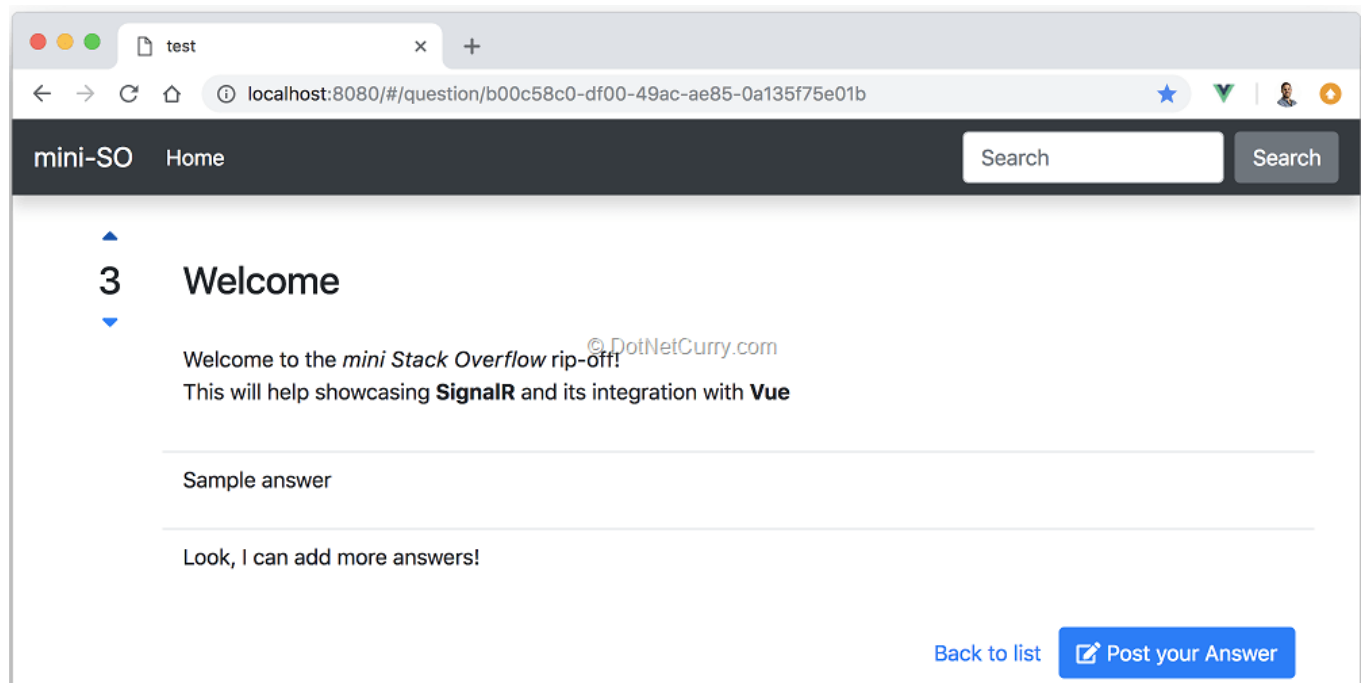 test
localhost:8080/#/question/b00c58c0-df00-49ac-ae85-0a135f75e01b
mini-SO Home Search Search
3 Welcome
© DotNetCurry.com
Welcome to the mini Stack Overflow rip-off!
This will help showcasing SignalR and its integration with Vue
Sample answer
Look, I can add more answers!
Back to list Post your Answer